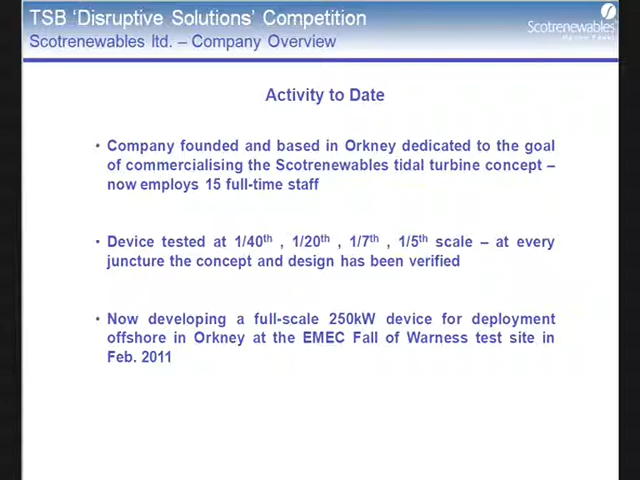 TSB ‘Disruptive Solutions’ Competition
Scotrenewables ltd. – Company Overview
Scotrenewables
Activity to Date
• Company founded and based in Orkney dedicated to the goal
of commercialising the Scotrenewables tidal turbine concept –
now employs 15 full-time staff
• Device tested at 1/40th , 1/20th , 1/7th , 1/5th scale – at every
juncture the concept and design has been verified
• Now developing a full-scale 250kW device for deployment
offshore in Orkney at the EMEC Fall of Warness test site in
Feb. 2011